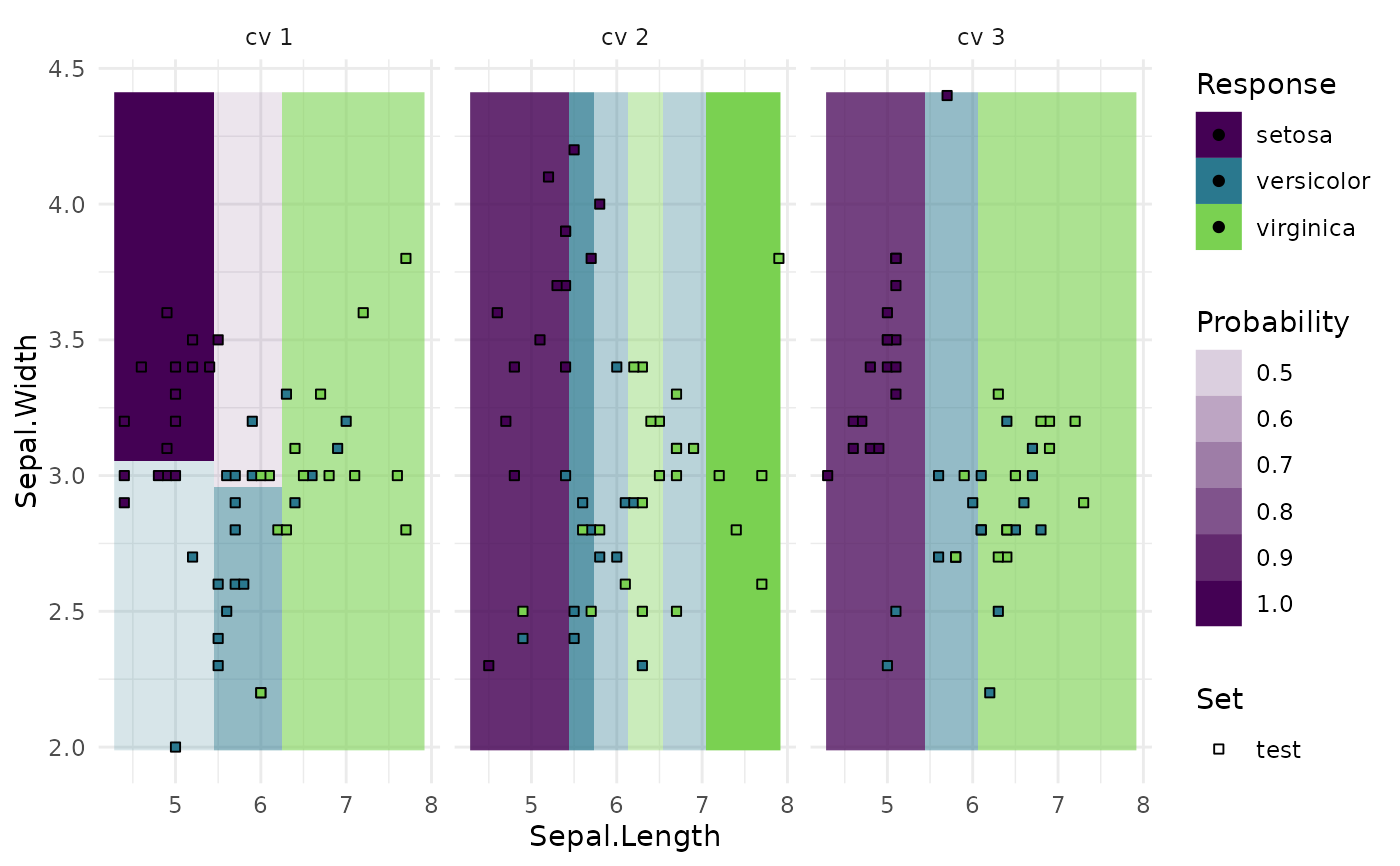 cv 1
cv 2
cv 3
4.5
4.0
3.5
3.0
2.5
2.0
Sepal.Width
5 6 7 8
5 6 7 8
5 6 7 8
Sepal.Length
Response
setosa
versicolor
virginica
Probability
0.5
0.6
0.7
0.8
0.9
1.0
Set
test